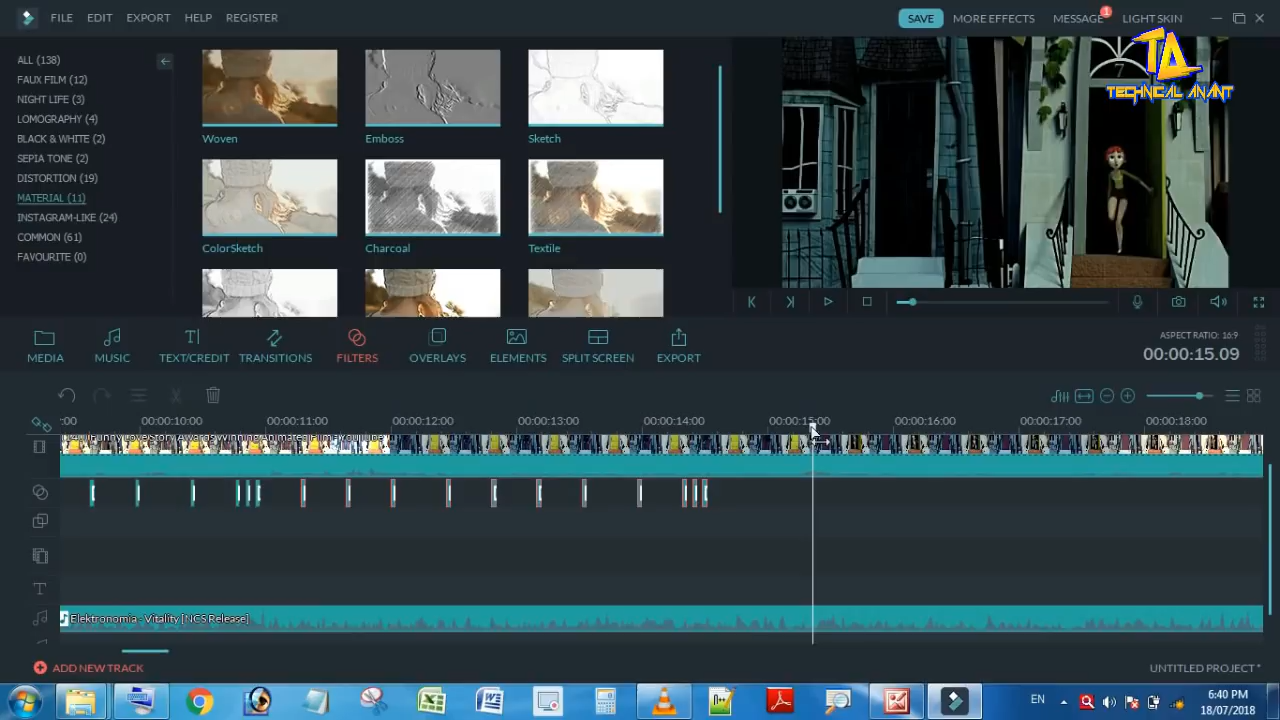 FILE EDIT EXPORT HELP REGISTER
SAVE MORE EFFECTS MESSAGE 1 LIGHT SKIN
TA
TECHNICAL ANANT
7
ALL (138)
FAUX FILM (12)
NIGHT LIFE (3)
LOMOGRAPHY (4)
BLACK & WHITE (2)
SEPIA TONE (2)
DISTORTION (19)
MATERIAL (11)
INSTAGRAM-LIKE (24)
COMMON (61)
FAVOURITE (0)
Woven Emboss Sketch
ColorSketch Charcoal Textile
MEDIA MUSIC TEXT/CREDIT TRANSITIONS FILTERS OVERLAYS ELEMENTS SPLIT SCREEN EXPORT
ASPECT RATIO: 16:9
00:00:15.09
:00 00:00:10:00 00:00:11:00 00:00:12:00 00:00:13:00 00:00:14:00 00:00:15:00 00:00:16:00 00:00:17:00 00:00:18:00
Elektronomia - Vitality [NCS Release]
ADD NEW TRACK
UNTITLED PROJECT *
EN
6:40 PM
18/07/2018